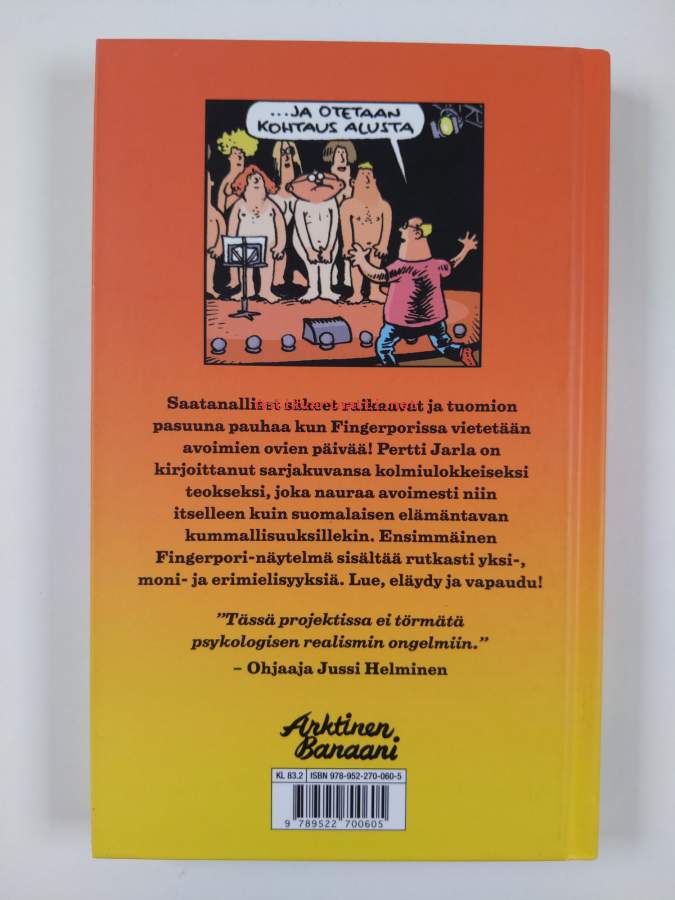 ...JA OTETAAN
KOHTAUS ALUSTA
Saatanalliset säkeet raikuvat ja tuomion
pasuuna pauhaa kun Fingerporissa vietetään
avoimien ovien päivää! Pertti Jarla on
kirjoittanut sarjakuvansa kolmiulokkeiseksi
teokseksi, joka nauraa avoimesti niin
itselleen kuin suomalaisen elämäntavan
kummallisuuksillekin. Ensimmäinen
Fingerpori-näytelmä sisältää rutkasti yksi-,
moni- ja erimielisyyksiä. Lue, eläydy ja vapaudu!
”Tässä projektissa ei törmätä
psykologisen realismin ongelmiin.”
– Ohjaaja Jussi Helminen
Arktinen
Banaani
KL 83.2 ISBN 978-952-270-060-5
9 789522 700605